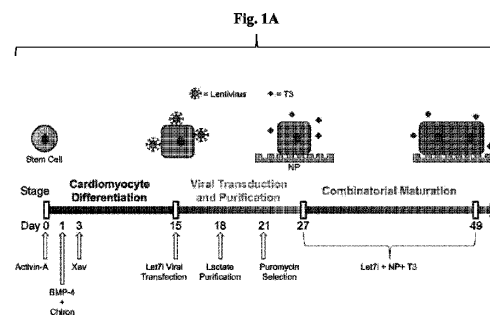 Fig. 1A
= Lentivirus = T3
Stem Cell
NP
Stage
Cardiomyocyte Differentiation
Viral Transduction and Purification
Combinatorial Maturation
Day 0 1 3 15 18 21 27 49
Activin-A
BMP-4 + Chiron
Xav
Let7i Viral Transfection
Lactate Purification
Puromycin Selection
Let7i + NP+ T3